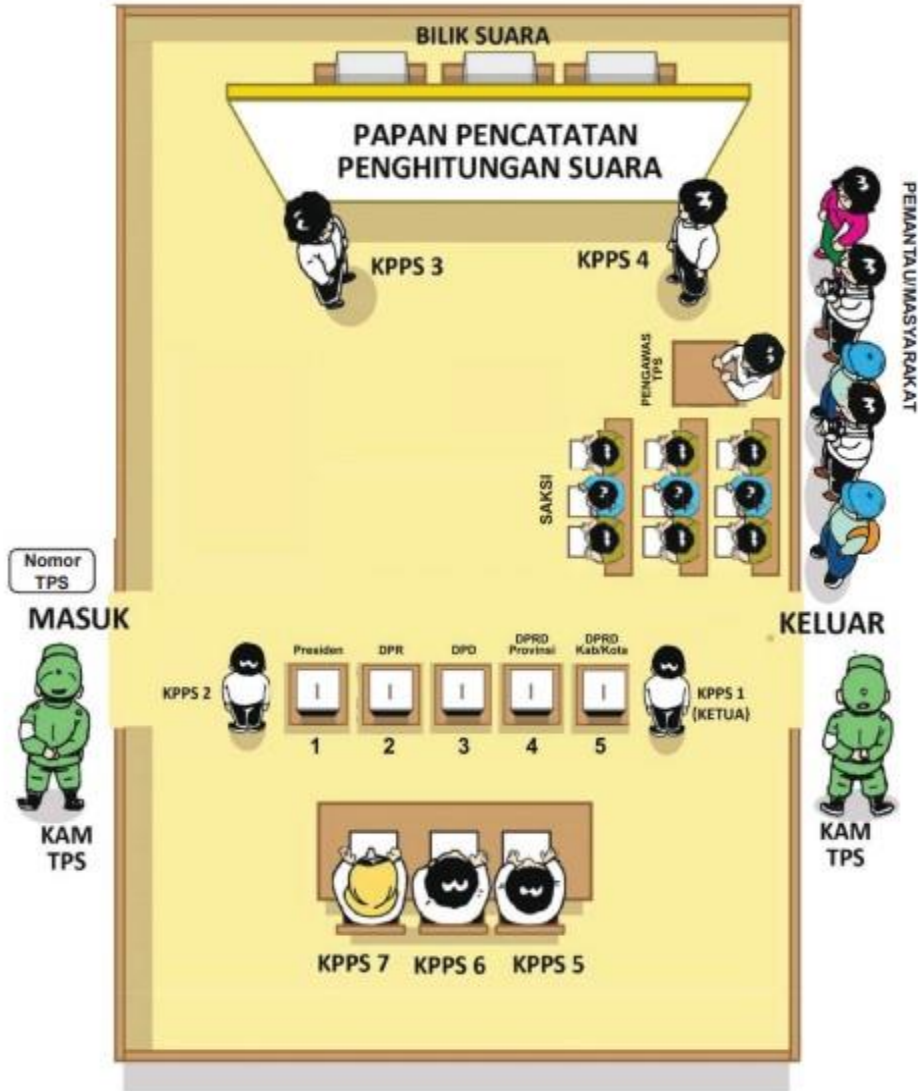 BILIK SUARA
PAPAN PENCATATAN
PENGHITUNGAN SUARA
KPPS 3
KPPS 4
PEMANTAU/MASYARAKAT
PENGAWAS
TPS
SAKSI
Nomor
TPS
MASUK
KELUAR
KPPS 2
Presiden
DPR
DPD
DPRD
Provinsi
DPRD
Kab/Kota
KPPS 1
(KETUA)
1
2
3
4
5
KAM
TPS
KAM
TPS
KPPS 7
KPPS 6
KPPS 5